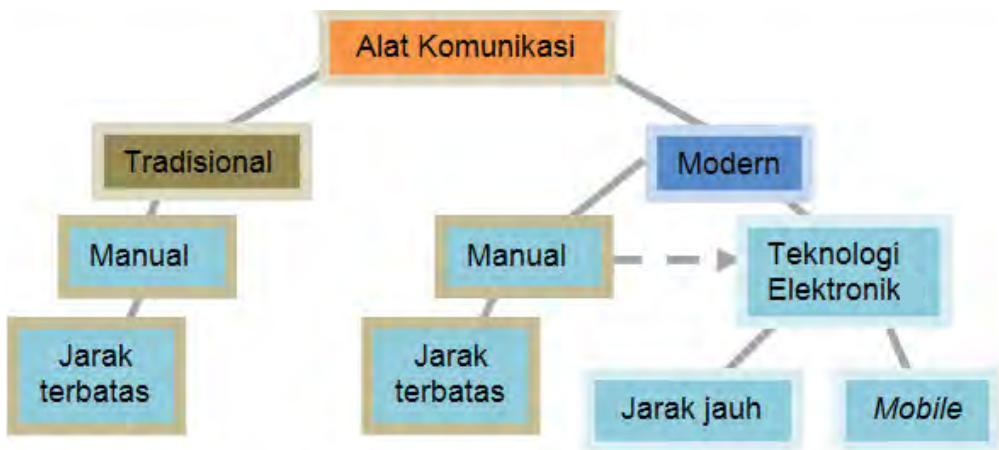 Alat Komunikasi
Tradisional
Modern
Manual
Manual
Teknologi
Elektronik
Jarak
terbatas
Jarak
terbatas
Jarak jauh
Mobile